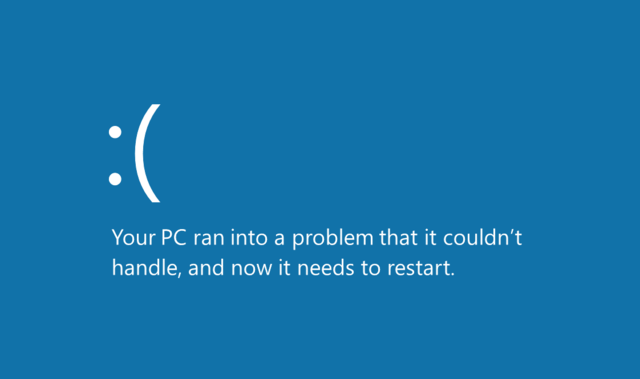 :(
Your PC ran into a problem that it couldn’t
handle, and now it needs to restart.